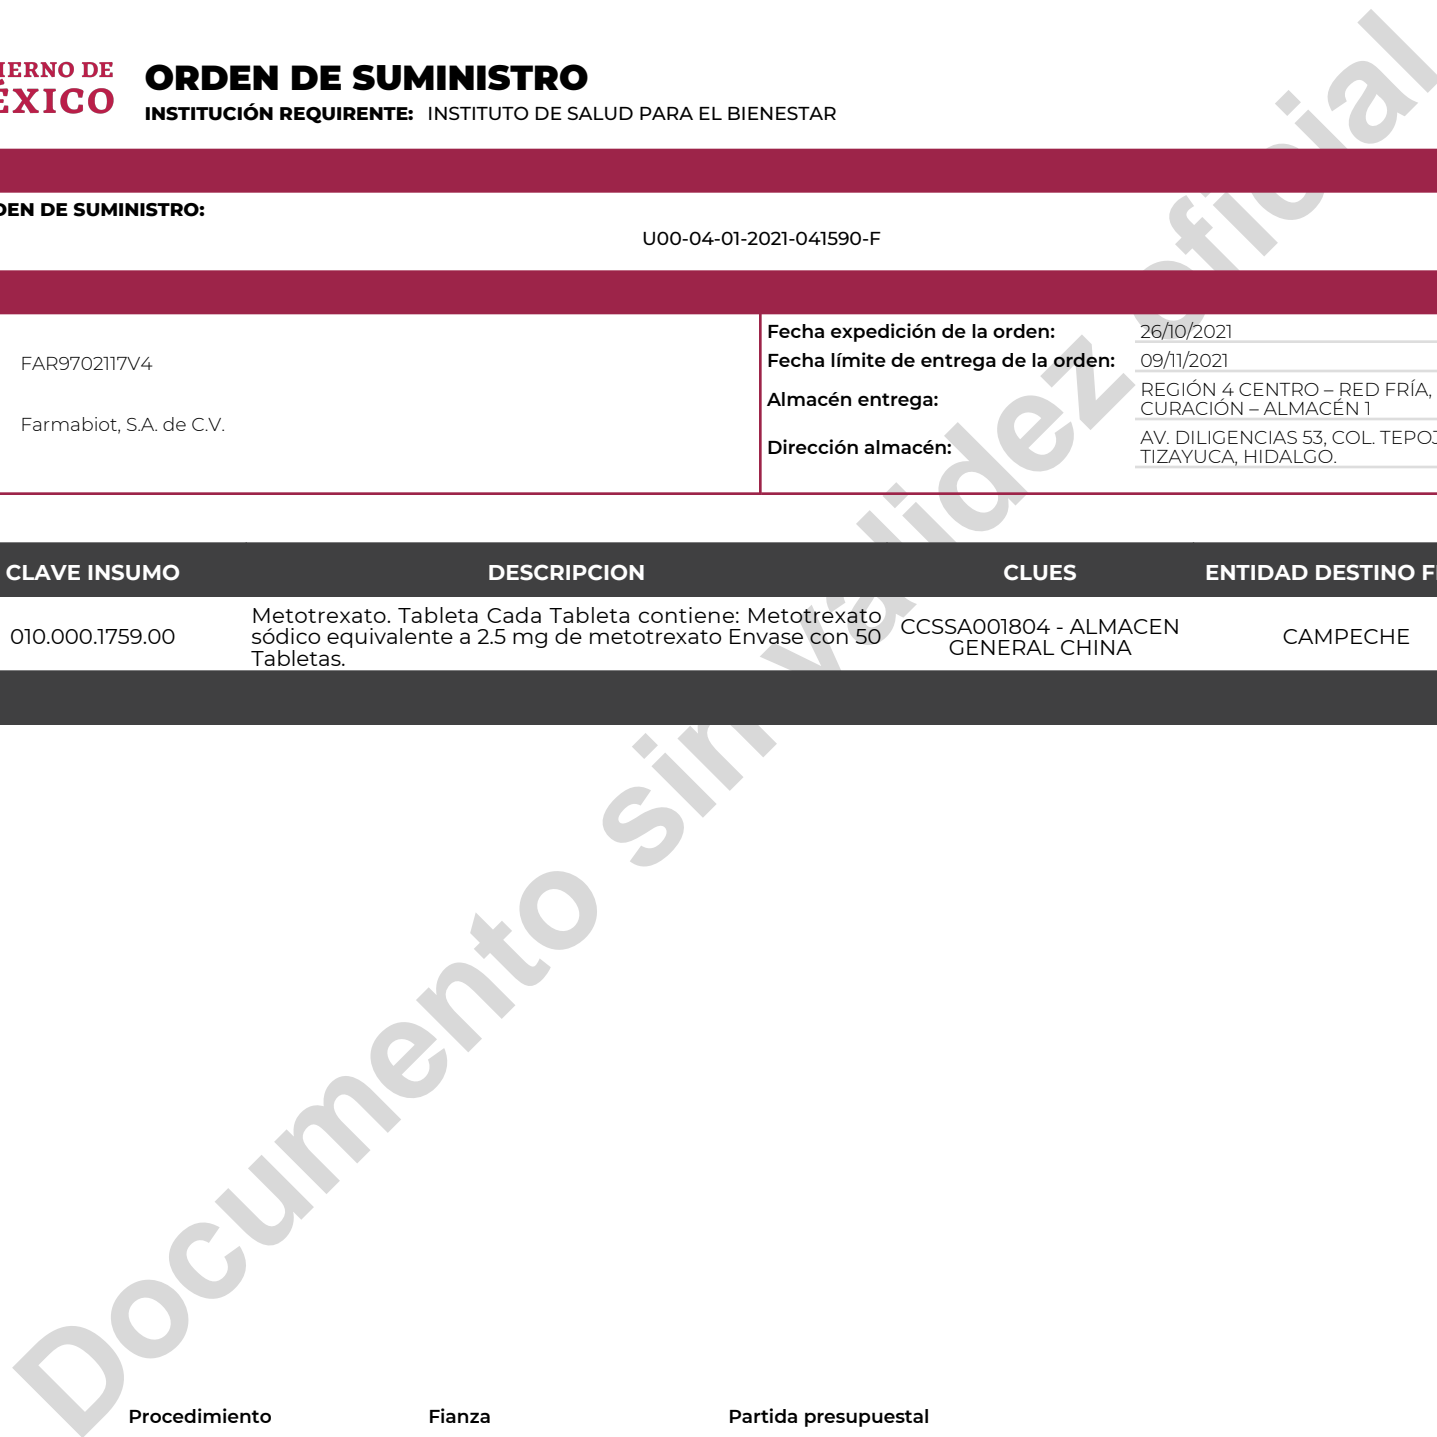 IERNO DE
ÉXICO
ORDEN DE SUMINISTRO
INSTITUCIÓN REQUIRENTE: INSTITUTO DE SALUD PARA EL BIENESTAR
DEN DE SUMINISTRO:
U00-04-01-2021-041590-F
FAR9702117V4
Farmabiot, S.A. de C.V.
Fecha expedición de la orden: 26/10/2021
Fecha límite de entrega de la orden: 09/11/2021
Almacén entrega: REGIÓN 4 CENTRO – RED FRÍA,
CURACIÓN – ALMACÉN 1
Dirección almacén: AV. DILIGENCIAS 53, COL. TEPOJ
TIZAYUCA, HIDALGO.
CLAVE INSUMO DESCRIPCION CLUES ENTIDAD DESTINO FI
010.000.1759.00
Metotrexato. Tableta Cada Tableta contiene: Metotrexato
sódico equivalente a 2.5 mg de metotrexato Envase con 50
Tabletas.
CCSSA001804 - ALMACEN
GENERAL CHINA
CAMPECHE
Documento sin validez oficial
Procedimiento Fianza Partida presupuestal